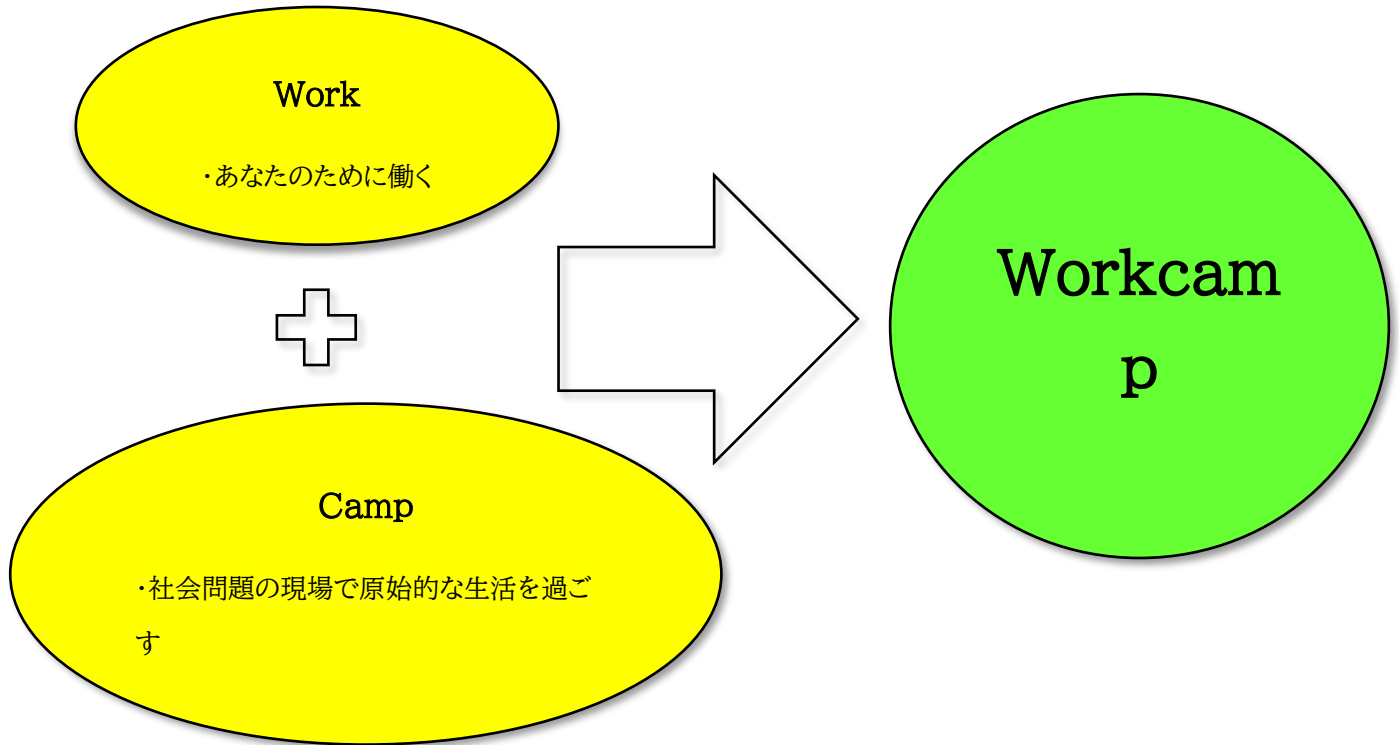 Work
・あなたのために働く
Camp
・社会問題の現場で原始的な生活を過ご
す
Workcam
p